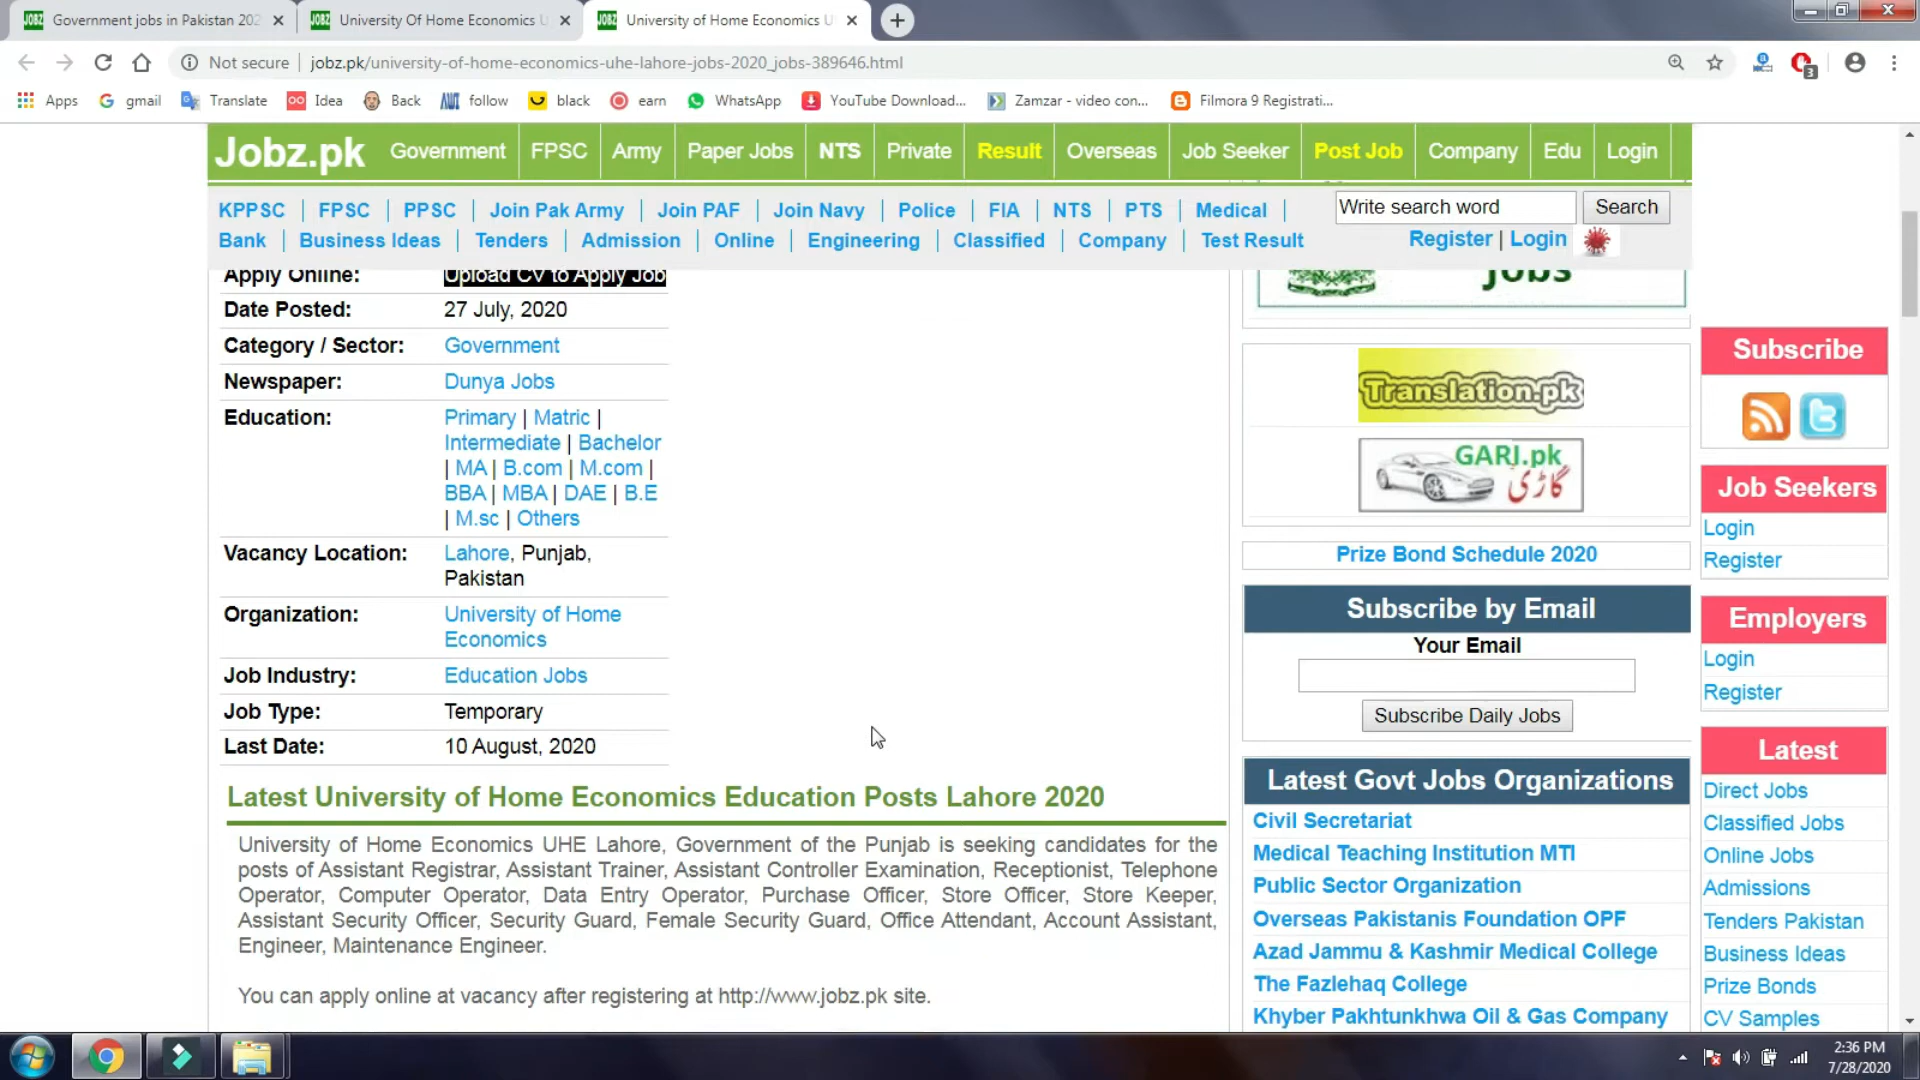 Government jobs in Pakistan 202
University Of Home Economics U
University of Home Economics U
Not secure | jobz.pk/university-of-home-economics-uhe-lahore-jobs-2020_jobs-389646.html
3
Apps
gmail
Translate
Idea
Back
follow
black
earn
WhatsApp
YouTube Download...
Zamzar - video con...
Filmora 9 Registrati...
Jobz.pk
Government
FPSC
Army
Paper Jobs
NTS
Private
Result
Overseas
Job Seeker
Post Job
Company
Edu
Login
KPPSC | FPSC | PPSC | Join Pak Army | Join PAF | Join Navy | Police | FIA | NTS | PTS | Medical |
Bank | Business Ideas | Tenders | Admission | Online | Engineering | Classified | Company | Test Result
Write search word
Search
Register | Login
Apply Online: Upload CV to Apply Job
Date Posted: 27 July, 2020
Category / Sector: Government
Newspaper: Dunya Jobs
Education: Primary | Matric |
Intermediate | Bachelor
| MA | B.com | M.com |
BBA | MBA | DAE | B.E
| M.sc | Others
Vacancy Location: Lahore, Punjab,
Pakistan
Organization: University of Home
Economics
Job Industry: Education Jobs
Job Type: Temporary
Last Date: 10 August, 2020
Latest University of Home Economics Education Posts Lahore 2020
University of Home Economics UHE Lahore, Government of the Punjab is seeking candidates for the
posts of Assistant Registrar, Assistant Trainer, Assistant Controller Examination, Receptionist, Telephone
Operator, Computer Operator, Data Entry Operator, Purchase Officer, Store Officer, Store Keeper,
Assistant Security Officer, Security Guard, Female Security Guard, Office Attendant, Account Assistant,
Engineer, Maintenance Engineer.
You can apply online at vacancy after registering at http://www.jobz.pk site.
Jobs
Translation.pk
GARI.pk
گاڑی
Prize Bond Schedule 2020
Subscribe by Email
Your Email
Subscribe Daily Jobs
Latest Govt Jobs Organizations
Civil Secretariat
Medical Teaching Institution MTI
Public Sector Organization
Overseas Pakistanis Foundation OPF
Azad Jammu & Kashmir Medical College
The Fazlehaq College
Khyber Pakhtunkhwa Oil & Gas Company
Subscribe
Job Seekers
Login
Register
Employers
Login
Register
Latest
Direct Jobs
Classified Jobs
Online Jobs
Admissions
Tenders Pakistan
Business Ideas
Prize Bonds
CV Samples
2:36 PM
7/28/2020